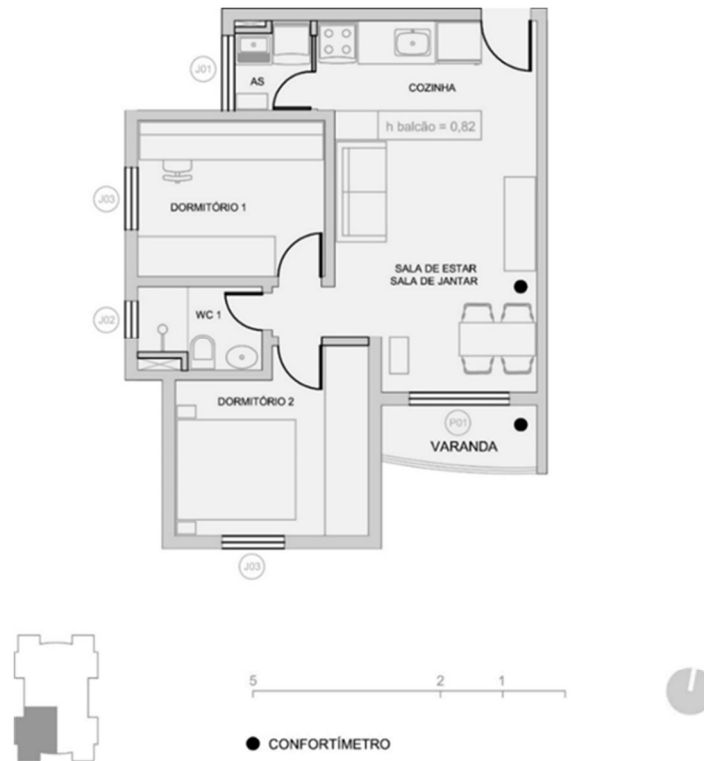 J01
AS
COZINHA
h balcão = 0,82
J03
DORMITÓRIO 1
SALA DE ESTAR
SALA DE JANTAR
J02
WC 1
DORMITÓRIO 2
P01
VARANDA
J03
5 2 1
CONFORTÍMETRO